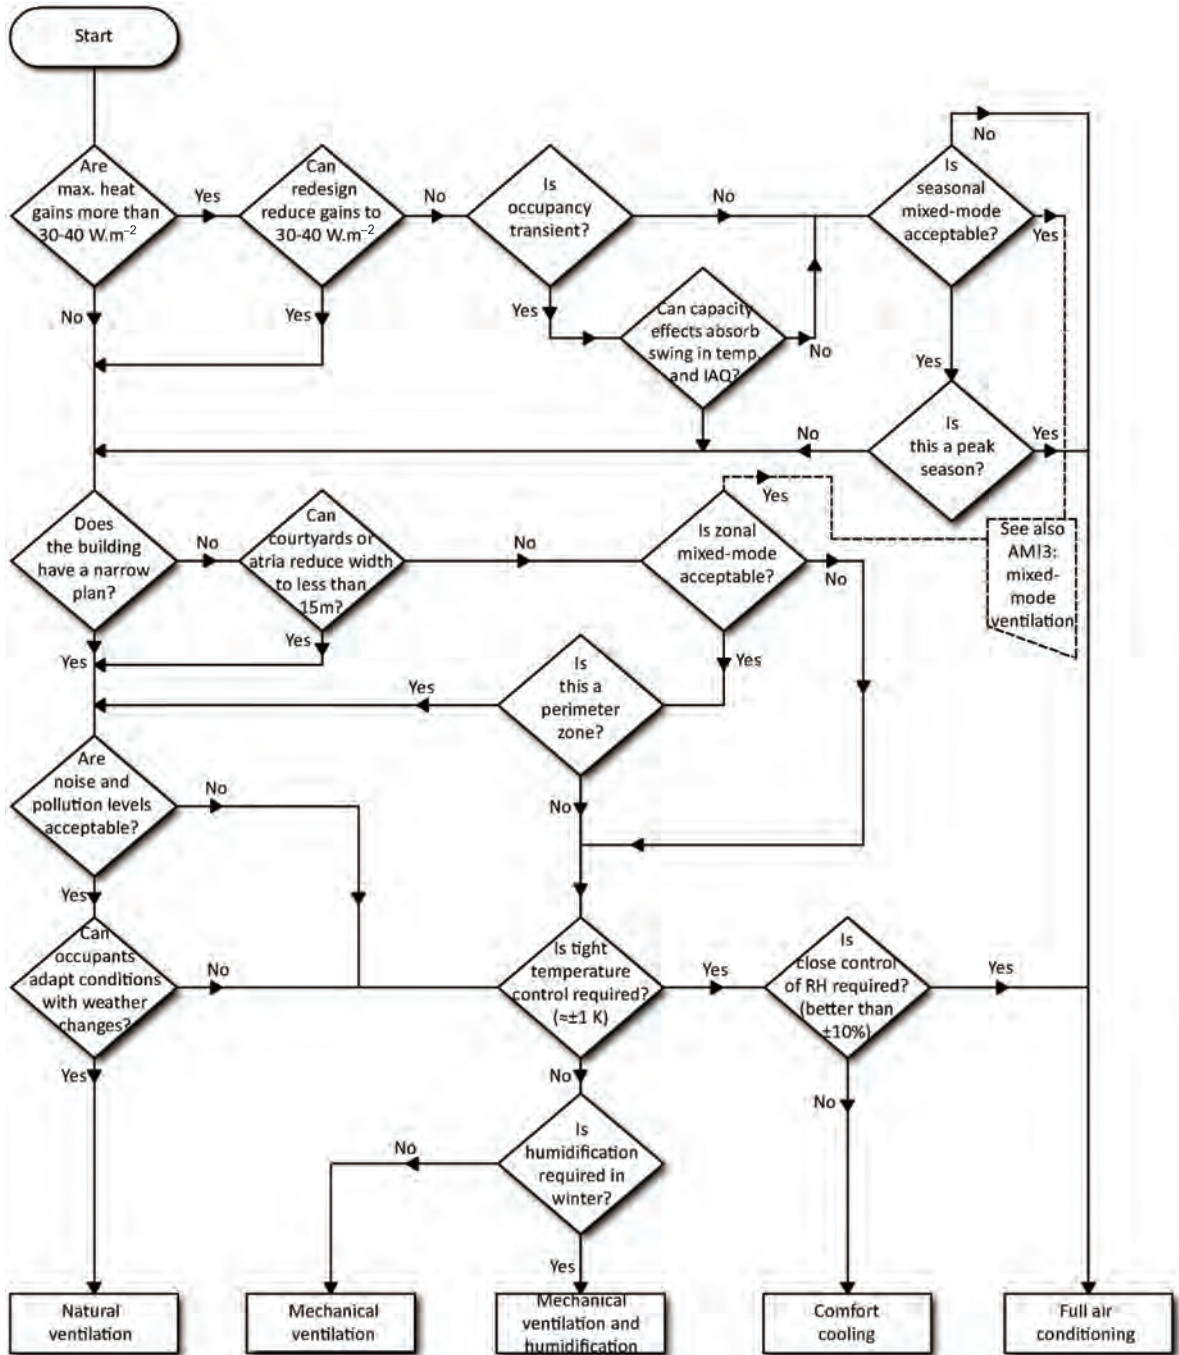 Start
Are
max. heat
gains more than
30-40 W.m⁻²
Yes
Can
redesign
reduce gains to
30-40 W.m⁻²
No
Is
occupancy
transient?
No
Is
seasonal
mixed-mode
acceptable?
No
Yes
No
Yes
Yes
Can capacity
effects absorb
swing in temp.
and IAQ?
No
Yes
No
Is
this a peak
season?
Yes
Does
the building
have a narrow
plan?
No
Can
courtyards or
atria reduce width
to less than
15m?
No
Is zonal
mixed-mode
acceptable?
Yes
No
See also
AM13:
mixed-
mode
ventilation
Yes
Yes
Yes
Is
this a
perimeter
zone?
Yes
No
Are
noise and
pollution levels
acceptable?
No
Yes
Can
occupants
adapt conditions
with weather
changes?
No
Is tight
temperature
control required?
(≈±1 K)
Yes
Is
close control
of RH required?
(better than
±10%)
Yes
Yes
No
No
Is
humidification
required in
winter?
No
Yes
Natural
ventilation
Mechanical
ventilation
Mechanical
ventilation and
humidification
Comfort
cooling
Full air
conditioning